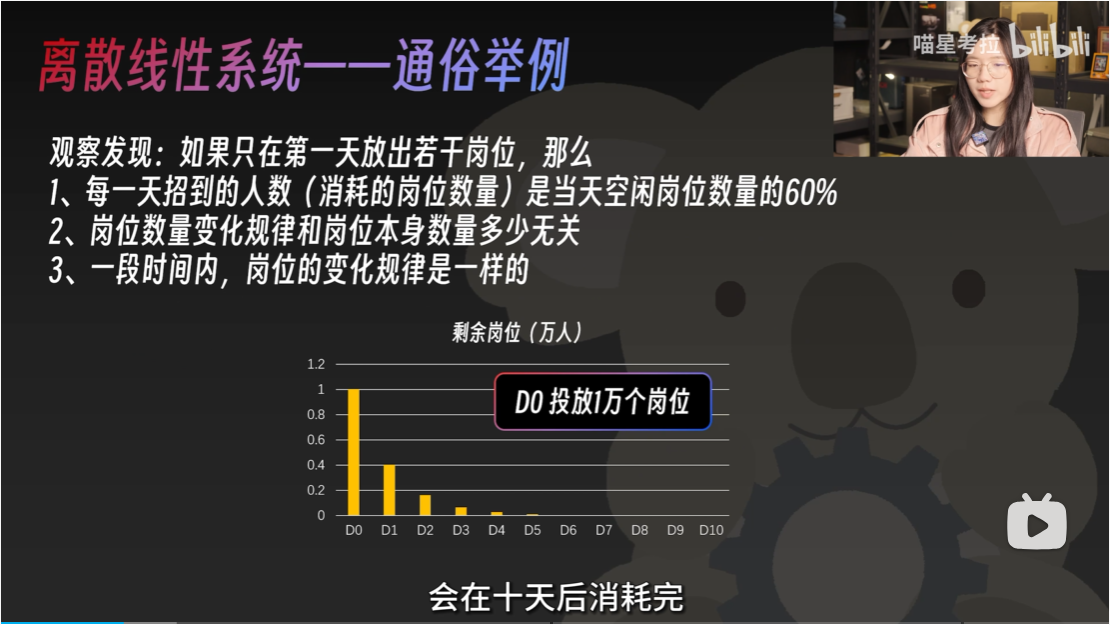 离散线性系统——通俗举例
喵星考拉 bilibili
观察发现：如果只在第一天放出若干岗位，那么
1、每一天招到的人数（消耗的岗位数量）是当天空闲岗位数量的60%
2、岗位数量变化规律和岗位本身数量多少无关
3、一段时间内，岗位的变化规律是一样的
剩余岗位（万人）
D0 投放1万个岗位
1.2
1
0.8
0.6
0.4
0.2
0
D0 D1 D2 D3 D4 D5 D6 D7 D8 D9 D10
会在十天后消耗完